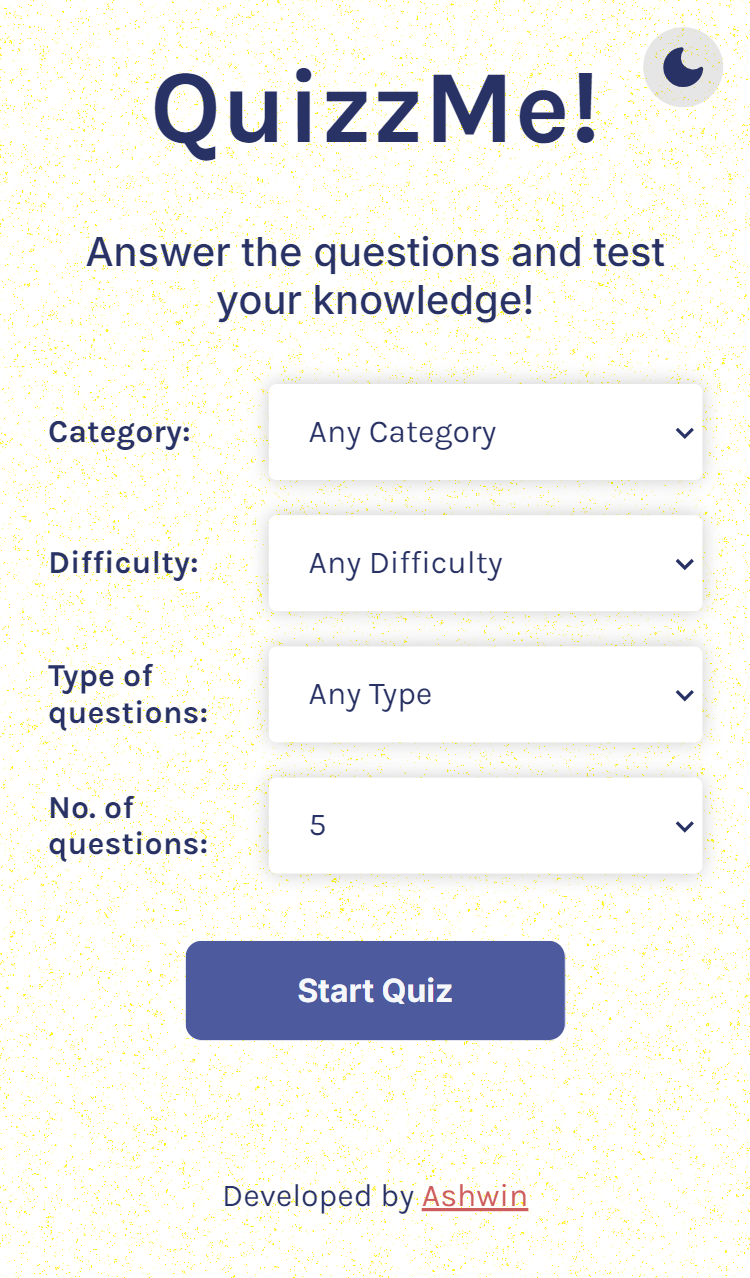 QuizzMe!
Answer the questions and test
your knowledge!
Category:
Any Category
Difficulty:
Any Difficulty
Type of
questions:
Any Type
No. of
questions:
5
Start Quiz
Developed by Ashwin